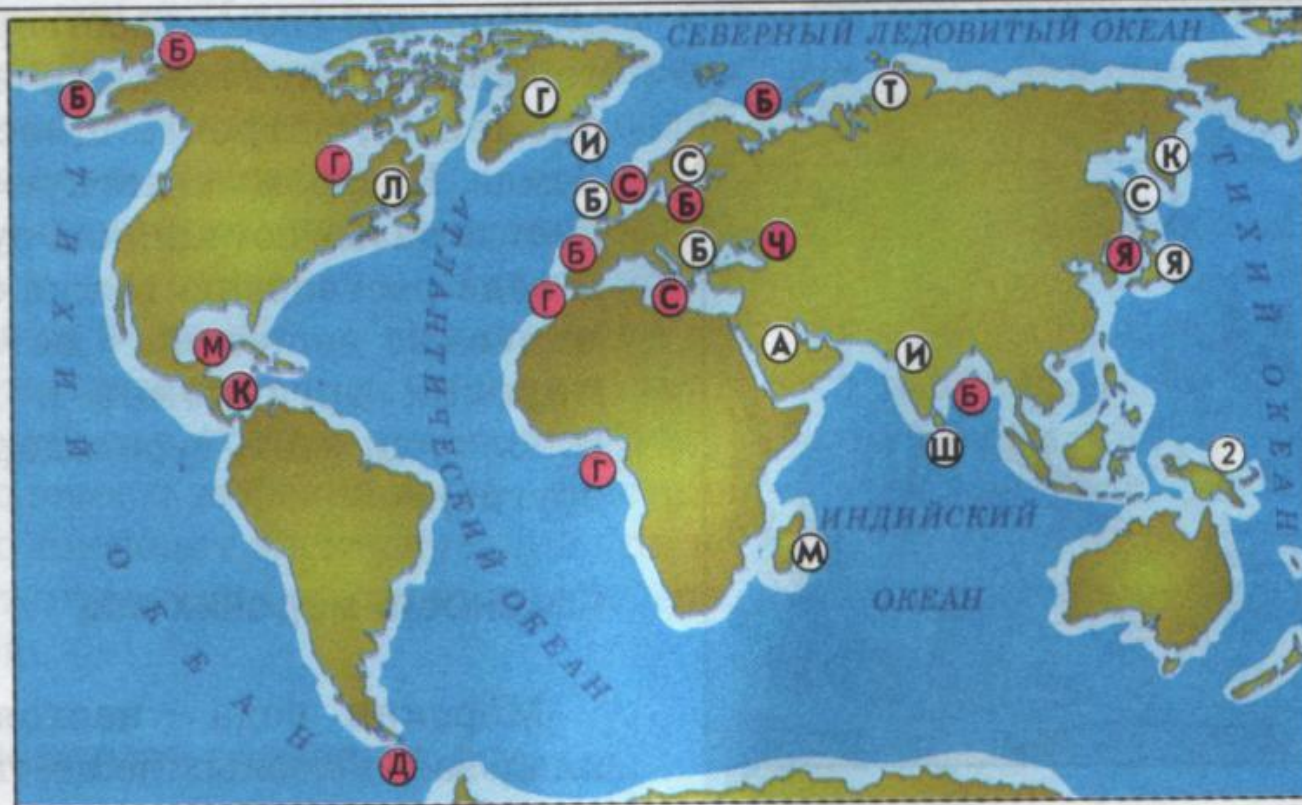 СЕВЕРНЫЙ ЛЕДОВИТЫЙ ОКЕАН
Б
Б
Г
Т
Б
И
Г
Л
С
С
К
Б
Б
С
Ч
Б
Б
Я
Я
Г
С
М
А
И
К
Б
Ш
Г
2
М
Д
ТИХИЙ
ОКЕАН
АТЛАНТИЧЕСКИЙ ОКЕАН
ИНДИЙСКИЙ
ОКЕАН
ТИХИЙ ОКЕАН